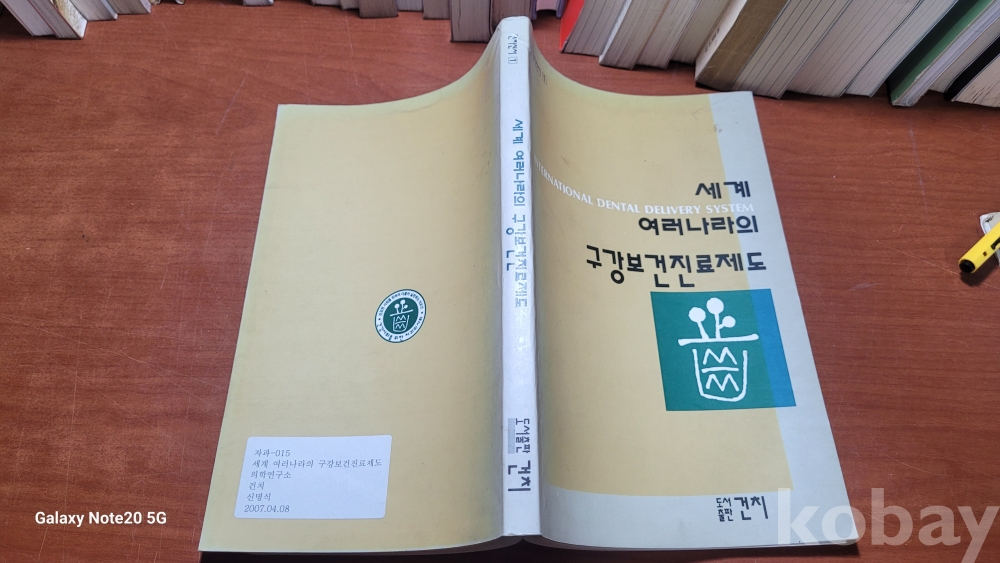 세계
INTERNATIONAL DENTAL DELIVERY SYSTEM
여러나라의
구강보건진료제도
도서
출판 건치
세계 여러나라의 구강보건진료제도
도서출판 건치
자과-015
세계 여러나라의 구강보건진료제도
의학연구소
건치
신명식
2007.04.08
Galaxy Note20 5G
kobay